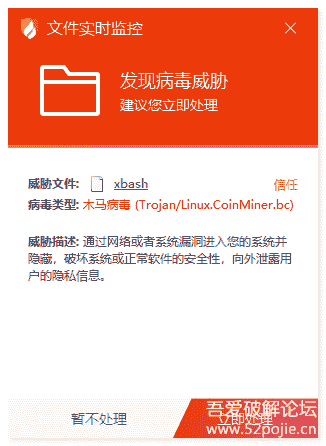 文件实时监控
发现病毒威胁
建议您立即处理
威胁文件: xbash 信任
病毒类型: 木马病毒 (Trojan/Linux.CoinMiner.bc)
威胁描述: 通过网络或者系统漏洞进入您的系统并
隐藏，破坏系统或正常软件的安全性，向外泄露用
户的隐私信息。
暂不处理 立即处理
吾爱破解论坛
www.52pojie.cn